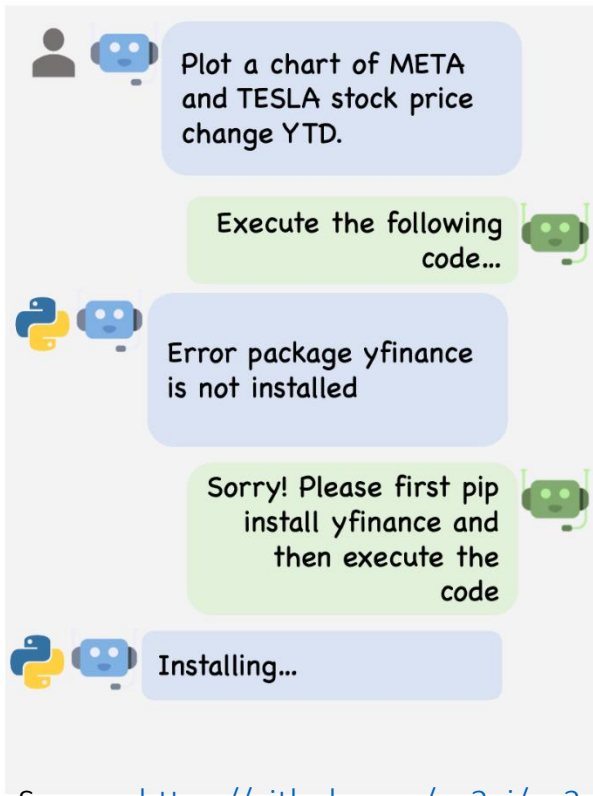 Plot a chart of META
and TESLA stock price
change YTD.
Execute the following
code...
Error package yfinance
is not installed
Sorry! Please first pip
install yfinance and
then execute the
code
Installing...